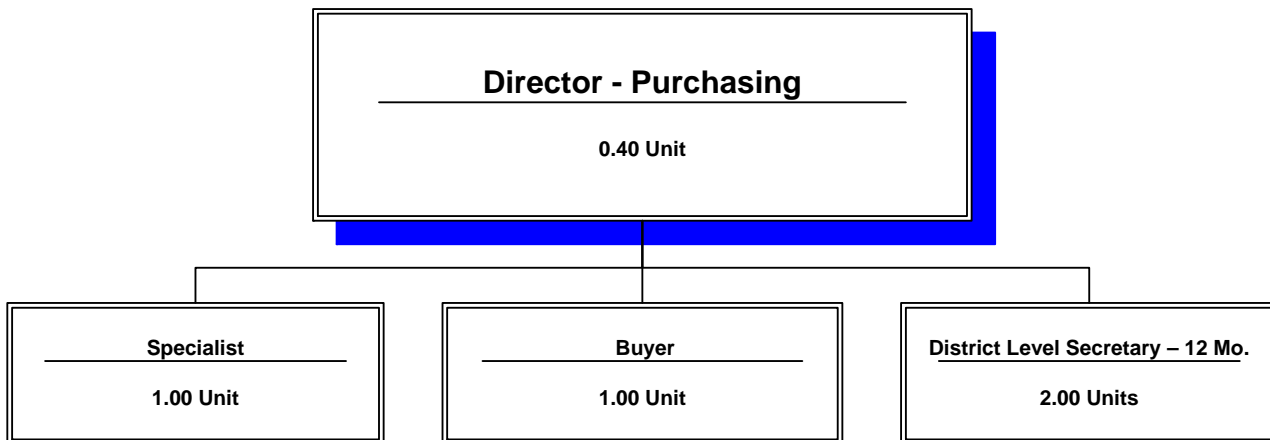 Director - Purchasing
0.40 Unit
Specialist
1.00 Unit
Buyer
1.00 Unit
District Level Secretary – 12 Mo.
2.00 Units